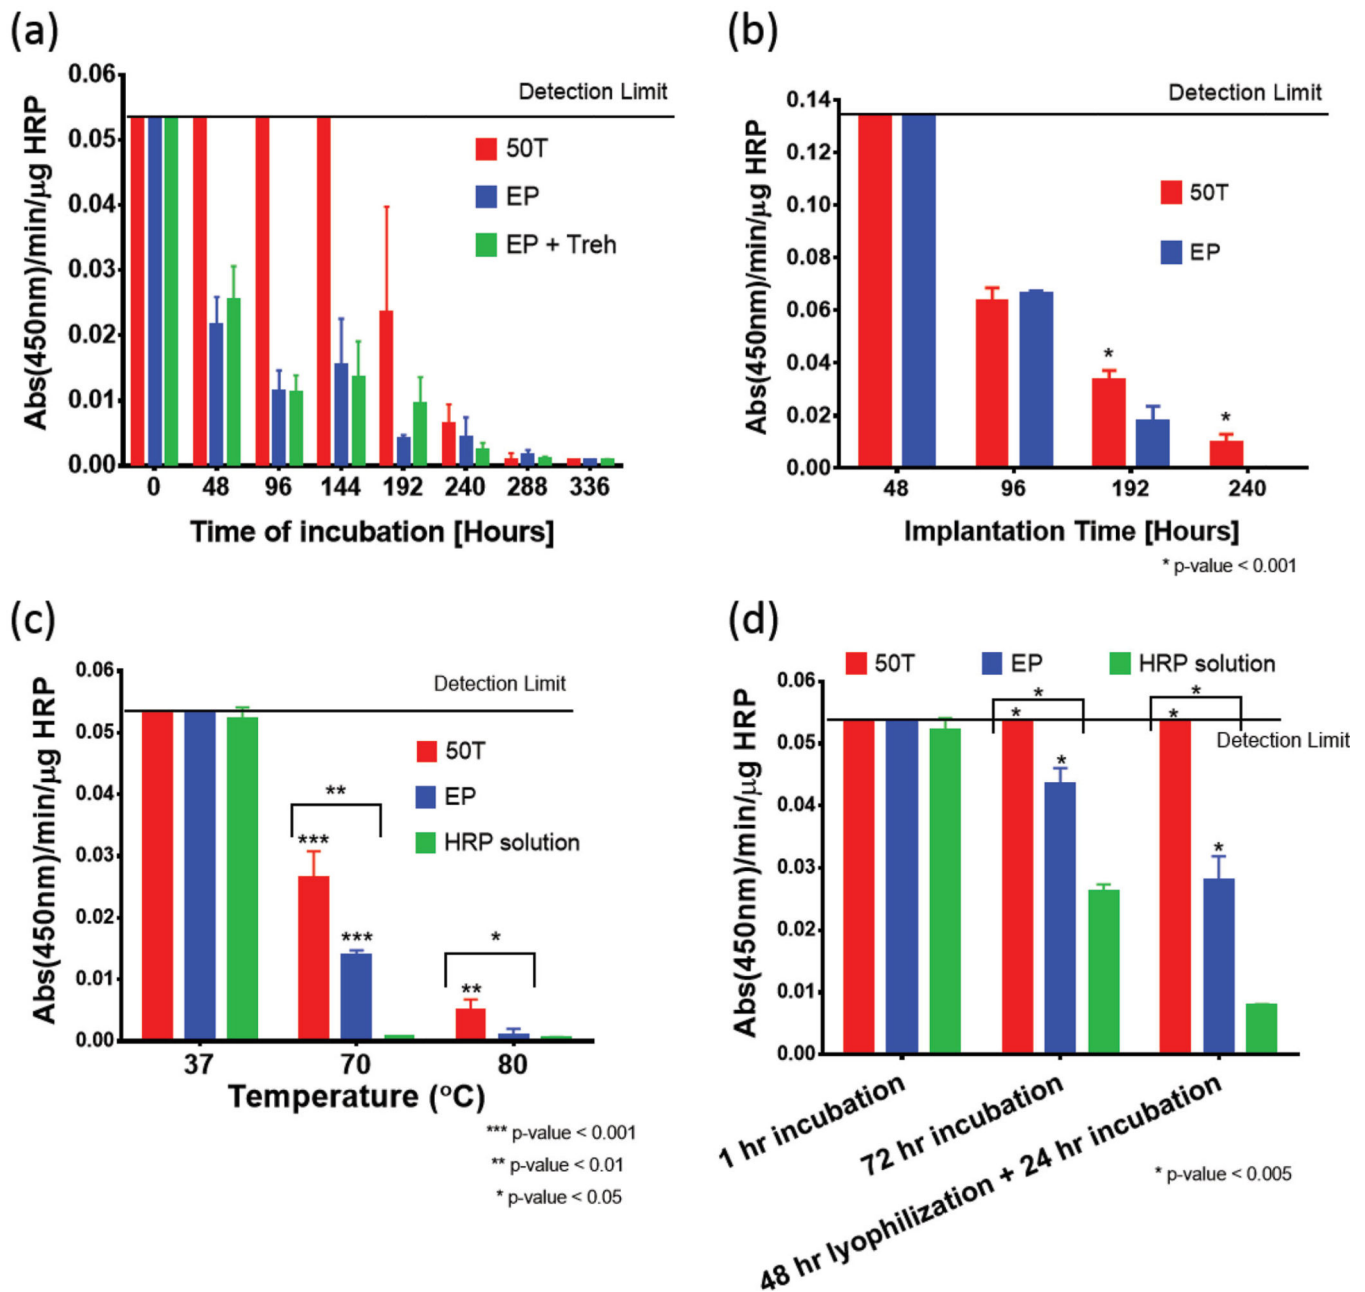 (a)
0.06
0.05
0.04
0.03
0.02
0.01
0.00
Abs(450nm)/min/μg HRP
Detection Limit
50T
EP
EP + Treh
0 48 96 144 192 240 288 336
Time of incubation [Hours]
(b)
0.14
0.12
0.10
0.08
0.06
0.04
0.02
0.00
Abs(450nm)/min/μg HRP
Detection Limit
50T
EP
*
*
48 96 192 240
Implantation Time [Hours]
* p-value < 0.001
(c)
0.06
0.05
0.04
0.03
0.02
0.01
0.00
Abs(450nm)/min/μg HRP
Detection Limit
50T
EP
HRP solution
**
***
***
*
**
37 70 80
Temperature (°C)
*** p-value < 0.001
** p-value < 0.01
* p-value < 0.05
(d)
50T EP HRP solution
0.06
0.05
0.04
0.03
0.02
0.01
0.00
Abs(450nm)/min/μg HRP
* *
* *
Detection Limit
*
*
1 hr incubation
72 hr incubation
48 hr lyophilization + 24 hr incubation
* p-value < 0.005